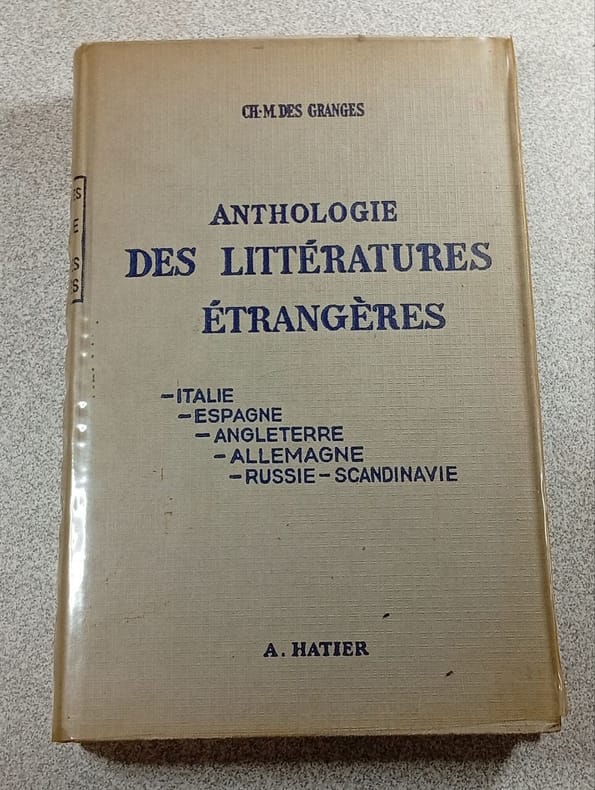 CH-M. DES GRANGES
ANTHOLOGIE
DES LITTÉRATURES
ÉTRANGÈRES
-ITALIE
-ESPAGNE
-ANGLETERRE
-ALLEMAGNE
-RUSSIE-SCANDINAVIE
A. HATIER